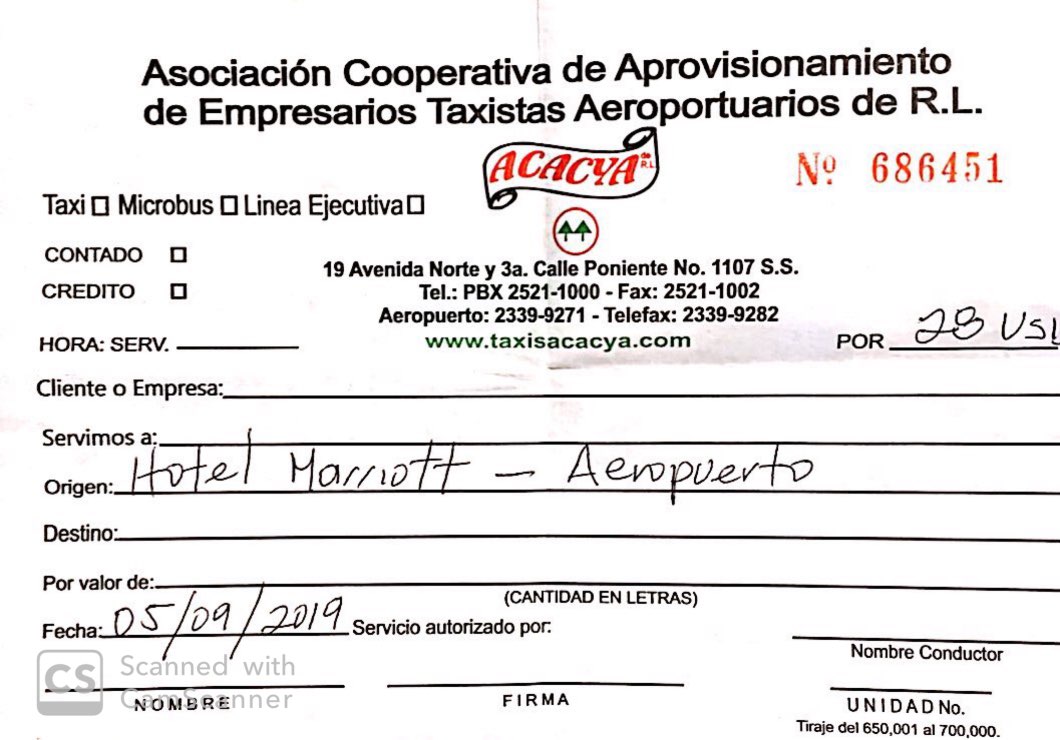 Asociación Cooperativa de Aprovisionamiento
de Empresarios Taxistas Aeroportuarios de R.L.
ACACYA de R.L.
Nº 686451
Taxi Microbus Linea Ejecutiva
CONTADO
CREDITO
19 Avenida Norte y 3a. Calle Poniente No. 1107 S.S.
Tel.: PBX 2521-1000 - Fax: 2521-1002
Aeropuerto: 2339-9271 - Telefax: 2339-9282
www.taxisacacya.com
HORA: SERV.
POR 28
Cliente o Empresa:
Servimos a:
Origen: Hotel Marriott - Aeropuerto
Destino:
Por valor de:
(CANTIDAD EN LETRAS)
Fecha: 05/09/2019 Servicio autorizado por:
Nombre Conductor
CS Scanned with
CamScanner
NOMBRE
FIRMA
UNIDAD No.
Tiraje del 650,001 al 700,000.